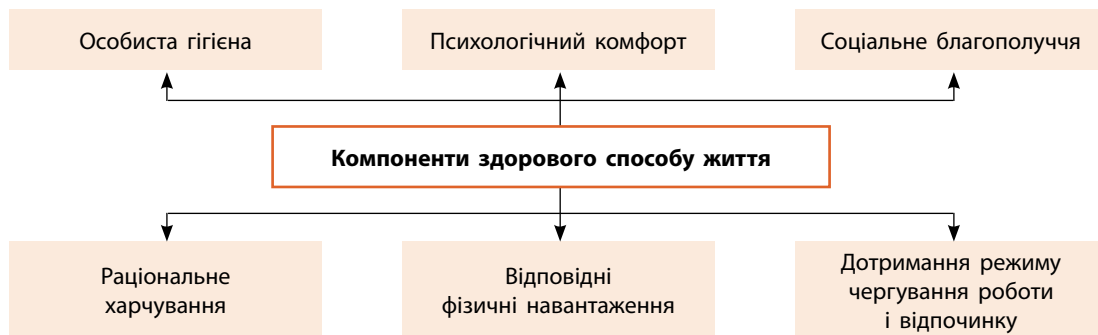 Особиста гігієна
Психологічний комфорт
Соціальне благополуччя
Компоненти здорового способу життя
Раціональне
харчування
Відповідні
фізичні навантаження
Дотримання режиму
чергування роботи
і відпочинку